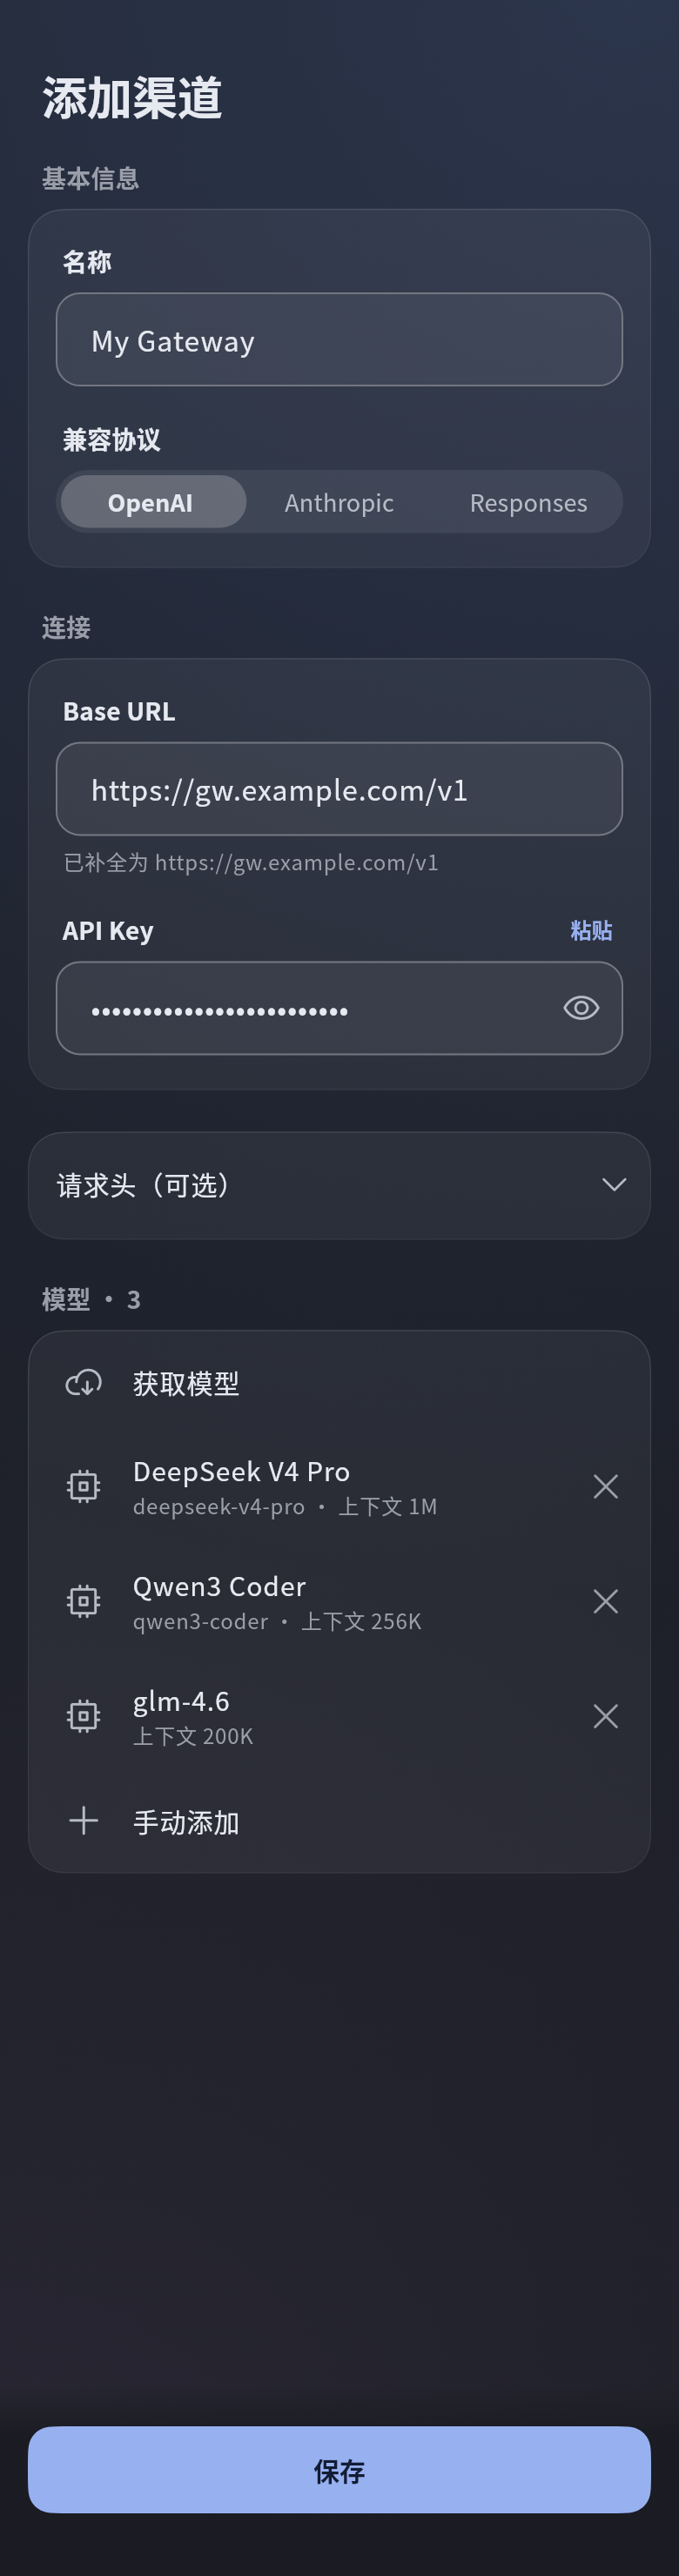 添加渠道
基本信息
名称
My Gateway
兼容协议
OpenAI Anthropic Responses
连接
Base URL
https://gw.example.com/v1
已补全为 https://gw.example.com/v1
API Key 粘贴
•••••••••••••••••••••••••
请求头（可选）
模型 · 3
获取模型
DeepSeek V4 Pro
deepseek-v4-pro · 上下文 1M
Qwen3 Coder
qwen3-coder · 上下文 256K
glm-4.6
上下文 200K
手动添加
保存